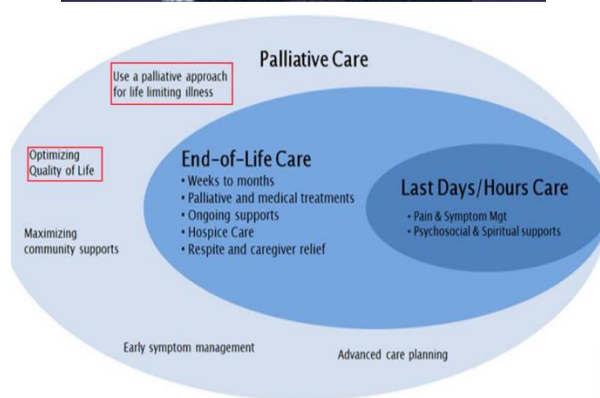 Palliative Care
Use a palliative approach
for life limiting illness
Optimizing
Quality of Life
Maximizing
community supports
End-of-Life Care
• Weeks to months
• Palliative and medical treatments
• Ongoing supports
• Hospice Care
• Respite and caregiver relief
Last Days/Hours Care
• Pain & Symptom Mgt
• Psychosocial & Spiritual supports
Early symptom management
Advanced care planning